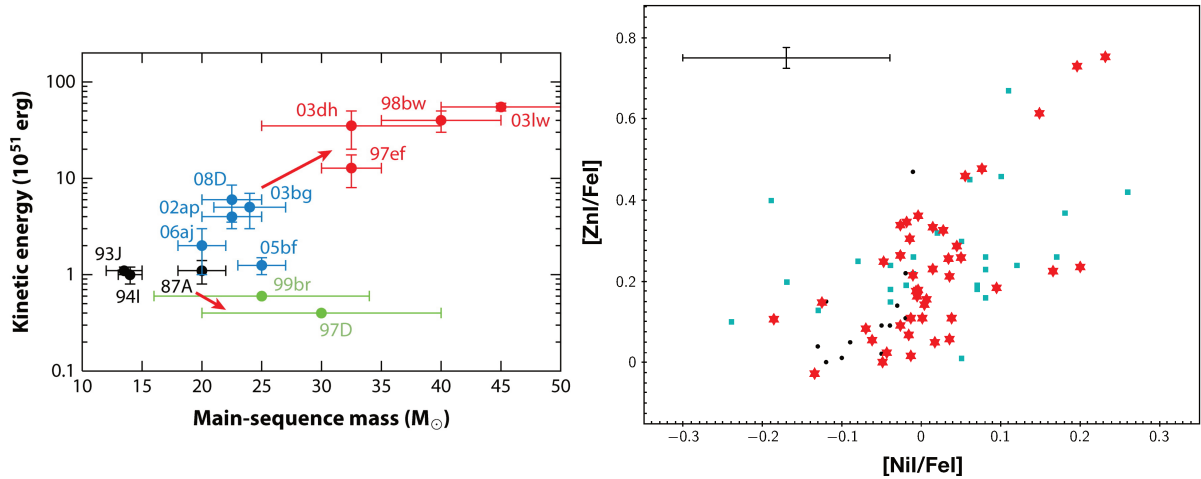 Kinetic energy (10⁵¹ erg)
100
10
1
0.1
03dh
98bw
03lw
97ef
08D
03bg
02ap
06aj
93J
05bf
94I
87A
99br
97D
10 15 20 25 30 35 40 45 50
Main-sequence mass (M☉)
[ZnI/FeI]
0.8
0.6
0.4
0.2
0
−0.3 −0.2 −0.1 0 0.1 0.2 0.3
[NiI/FeI]